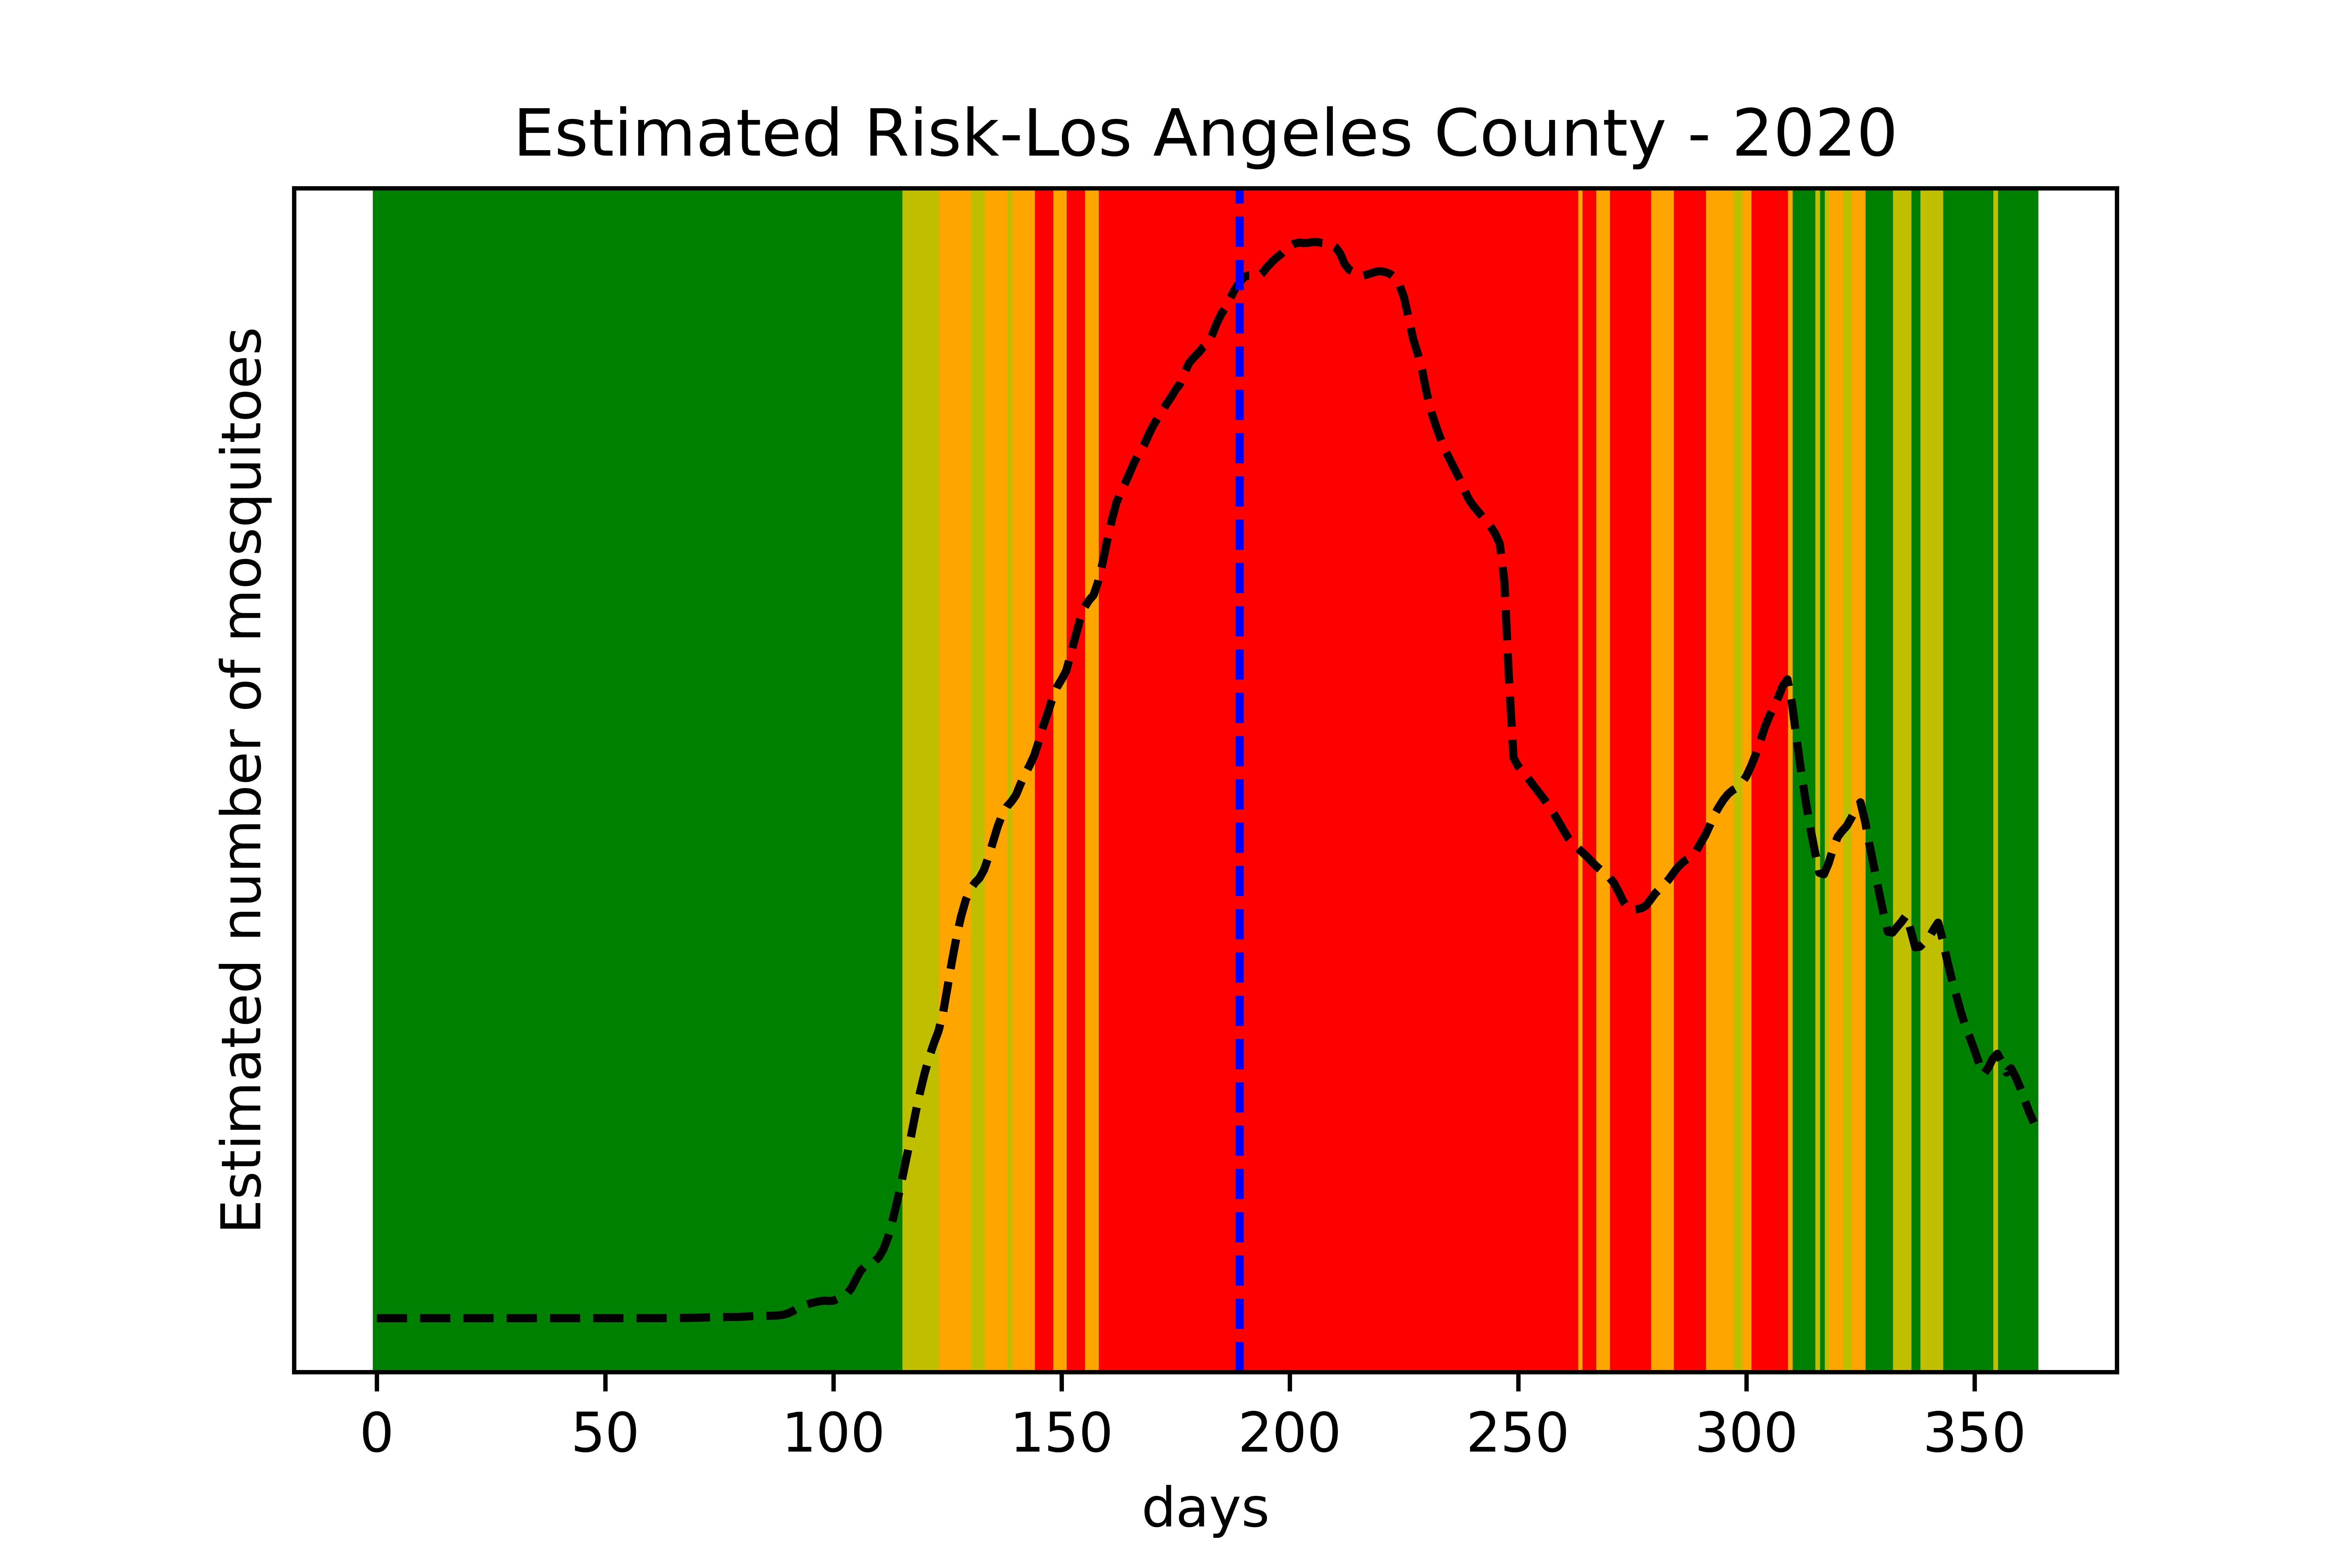 Estimated Risk-Los Angeles County - 2020
Estimated number of mosquitoes
0 50 100 150 200 250 300 350
days